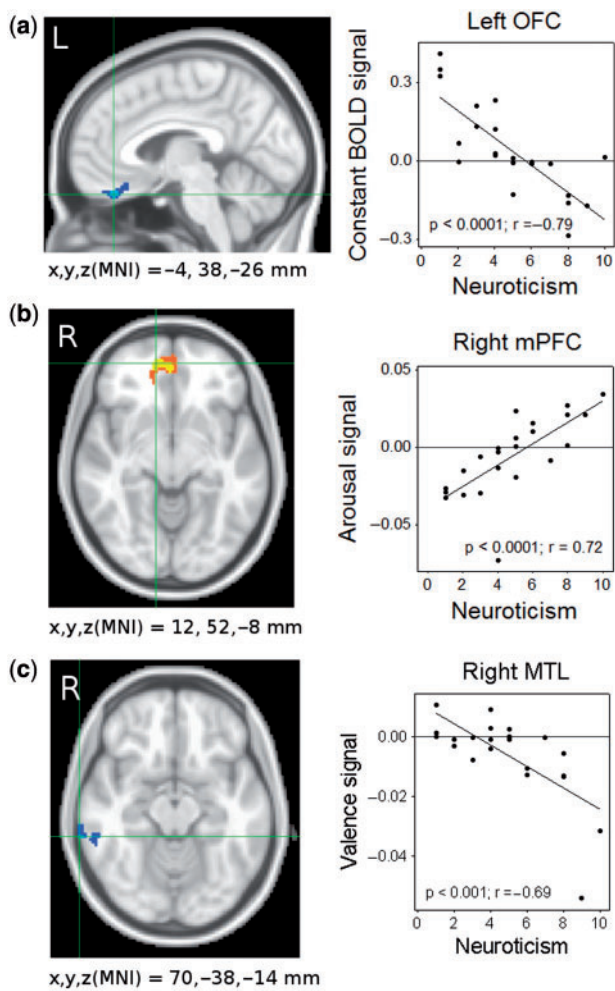 (a)
L
x,y,z(MNI) = –4, 38, –26 mm
Left OFC
Constant BOLD signal
0.3
0.0
–0.3
p < 0.0001; r =–0.79
0 2 4 6 8 10
Neuroticism
(b)
R
x,y,z(MNI) = 12, 52, –8 mm
Right mPFC
Arousal signal
0.05
0.00
–0.05
p < 0.0001; r = 0.72
0 2 4 6 8 10
Neuroticism
(c)
R
x,y,z(MNI) = 70, –38, –14 mm
Right MTL
Valence signal
0.00
–0.02
–0.04
p < 0.001; r =–0.69
0 2 4 6 8 10
Neuroticism